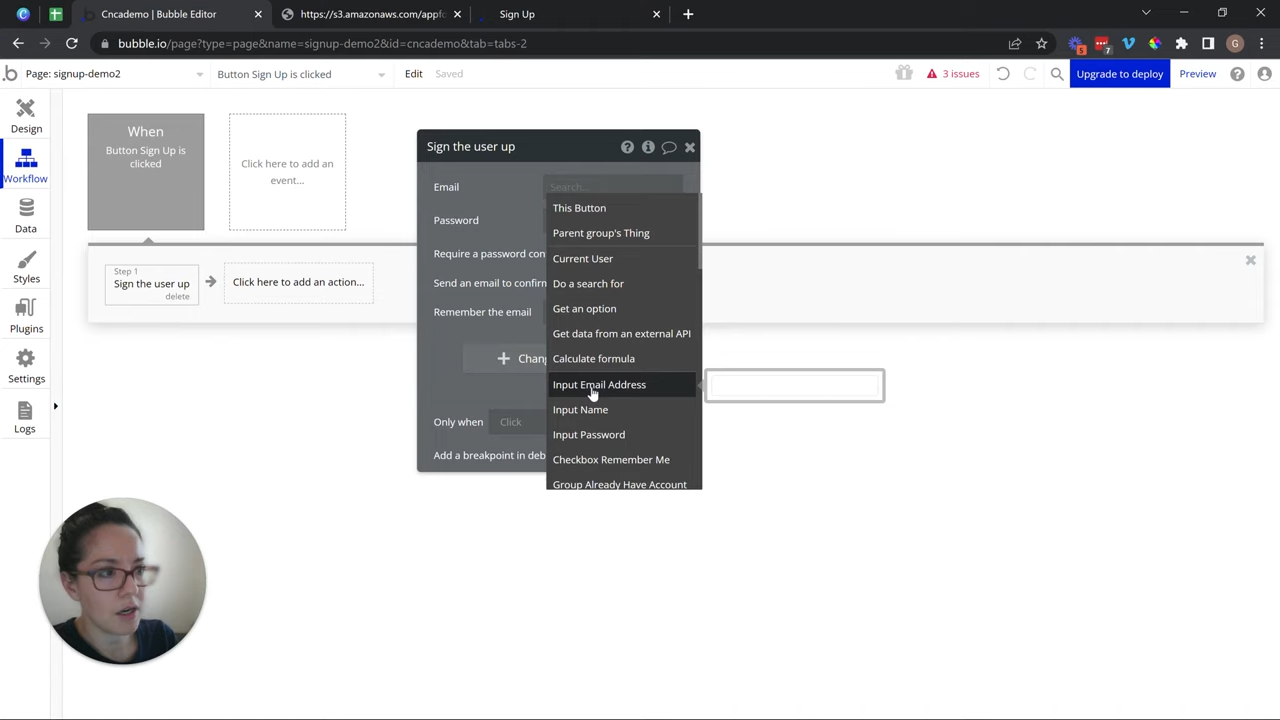 Cncademo | Bubble Editor
https://s3.amazonaws.com/appfo
Sign Up
bubble.io/page?type=page&name=signup-demo2&id=cncademo&tab=tabs-2
5
7
G
b
Page: signup-demo2
Button Sign Up is clicked
Edit
Saved
3 issues
Upgrade to deploy
Preview
Design
Workflow
Data
Styles
Plugins
Settings
Logs
When
Button Sign Up is
clicked
Click here to add an
event...
Step 1
Sign the user up
delete
Click here to add an action...
Sign the user up
Email
Search...
Password
Require a password con
Send an email to confirm
Remember the email
Chang
Only when
Click
Add a breakpoint in deb
This Button
Parent group's Thing
Current User
Do a search for
Get an option
Get data from an external API
Calculate formula
Input Email Address
Input Name
Input Password
Checkbox Remember Me
Group Already Have Account